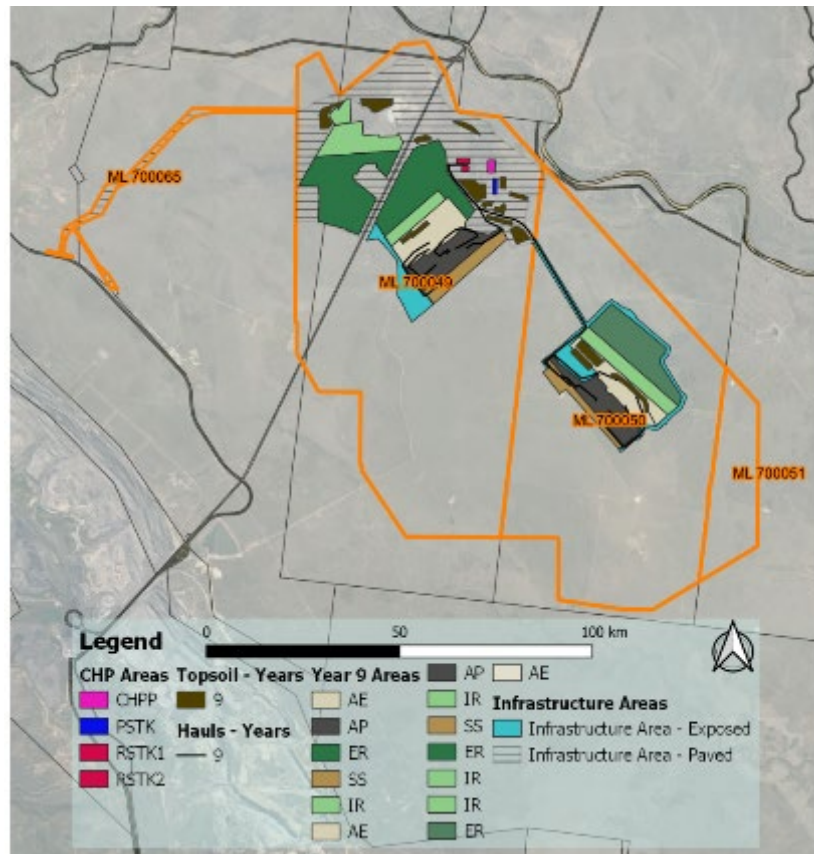 ML 700065
ML 700049
ML 700050
ML 700051
Legend
0 50 100 km
CHP Areas
CHPP
PSTK
RSTK1
RSTK2
Topsoil - Years
9
Hauls - Years
9
Year 9 Areas
AE
AP
ER
SS
IR
AE
AP
IR
SS
ER
IR
IR
ER
AE
Infrastructure Areas
Infrastructure Area - Exposed
Infrastructure Area - Paved